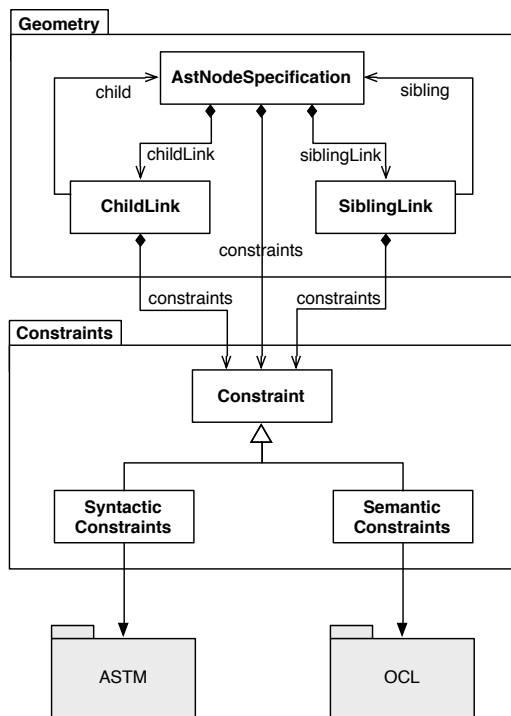 Geometry
AstNodeSpecification
child
sibling
childLink
siblingLink
ChildLink
SiblingLink
constraints
constraints
constraints
Constraints
Constraint
Syntactic
Constraints
Semantic
Constraints
ASTM
OCL